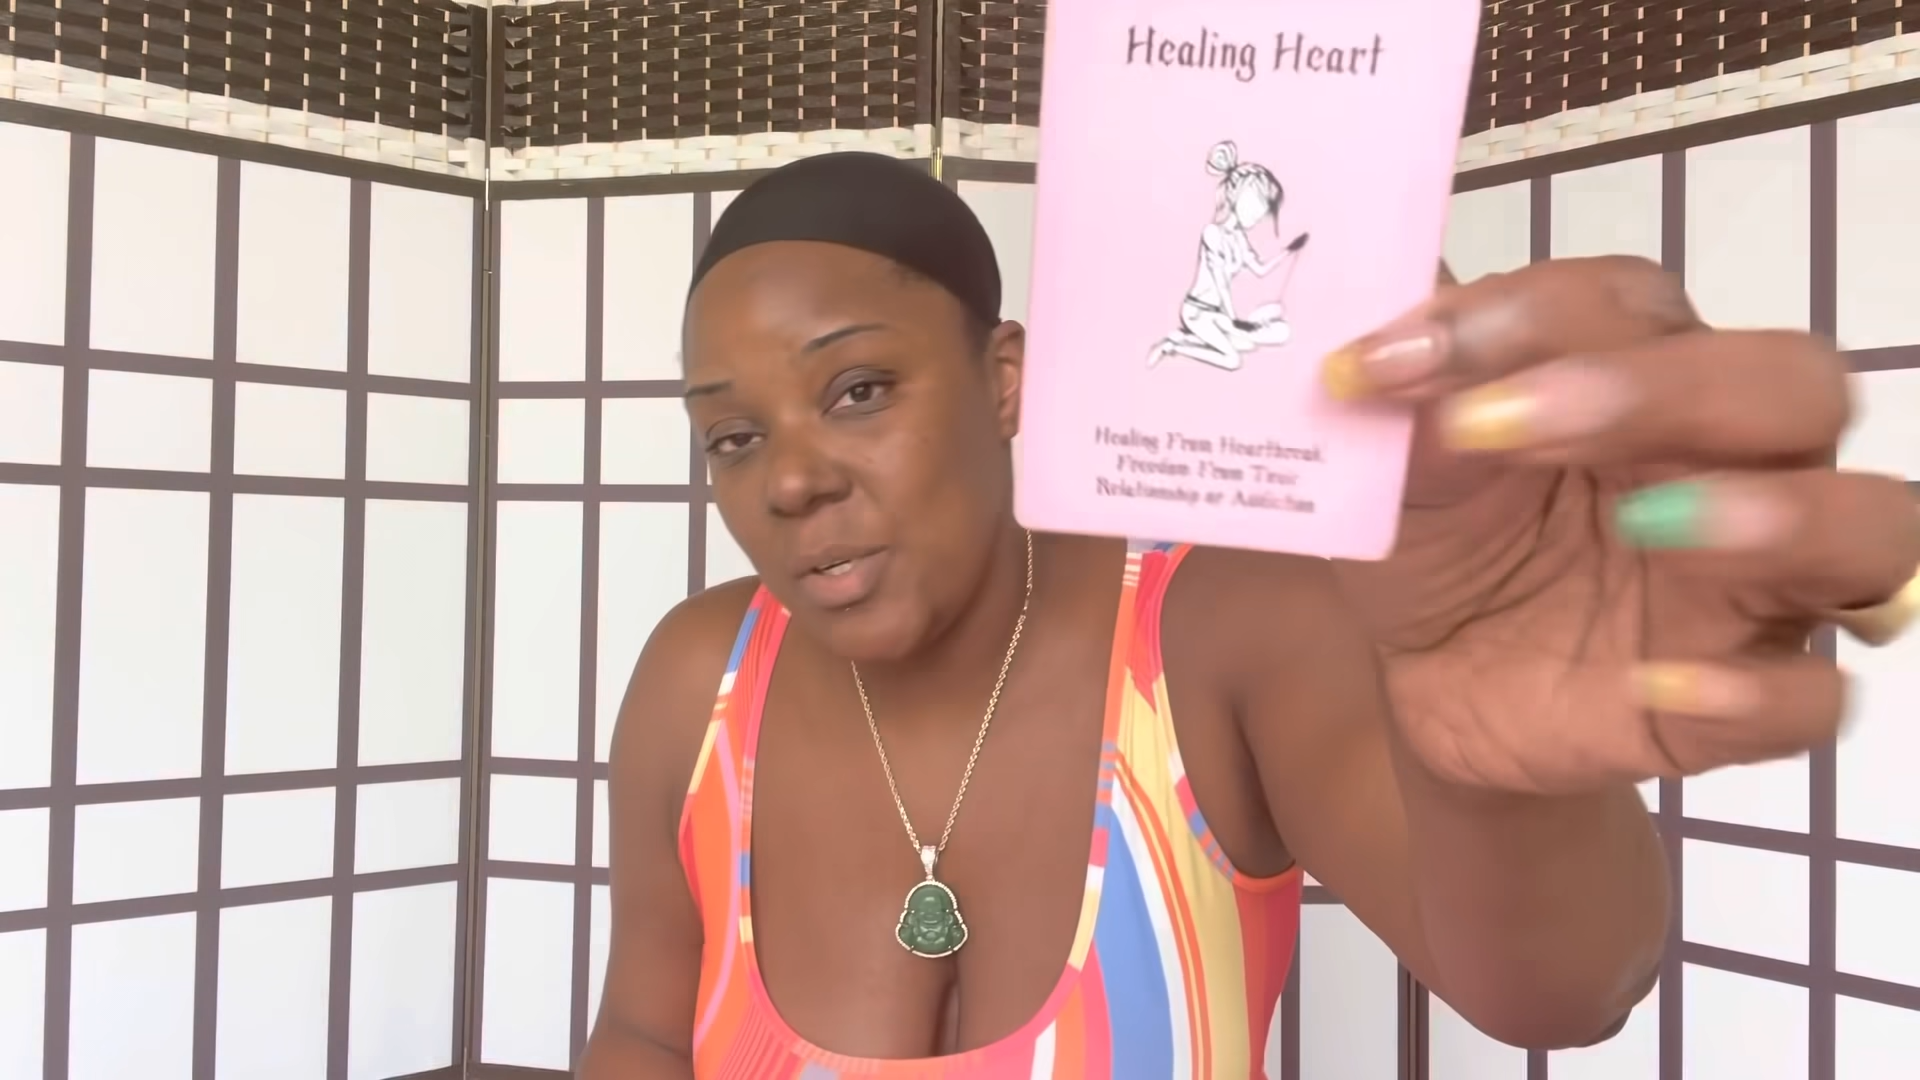 Healing Heart
Healing From Heartbreak,
Freedom From Toxic
Relationship or Addiction